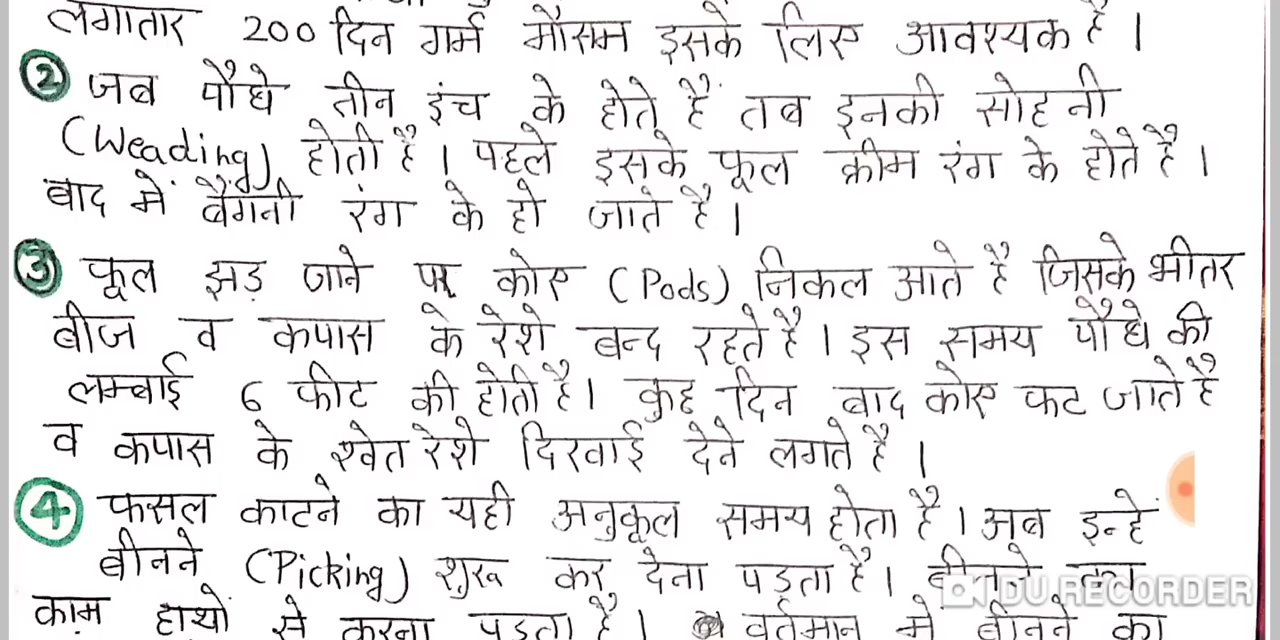 लगातार 200 दिन गर्म मौसम इसके लिए आवश्यक है ।
② जब पौधे तीन इंच के होते हैं तब इनकी सोहनी
(Weading) होती है । पहले इसके फूल क्रीम रंग के होते है ।
बाद में बैंगनी रंग के हो जाते है ।
③ फूल झड़ जाने पर कोए (Pods) निकल आते है जिसके भीतर
बीज व कपास के रेशे बन्द रहते है । इस समय पौधे की
लम्बाई 6 फीट की होती है । कुछ दिन बाद कोए फट जाते है
व कपास के श्वेत रेशे दिखाई देने लगते है ।
④ फसल काटने का यही अनुकूल समय होता है । अब इन्हें
बीनने (Picking) शुरू कर देना पड़ता है । बीनने का
काम हाथों से करना पड़ता है । वर्तमान में बीनने का
DU RECORDER